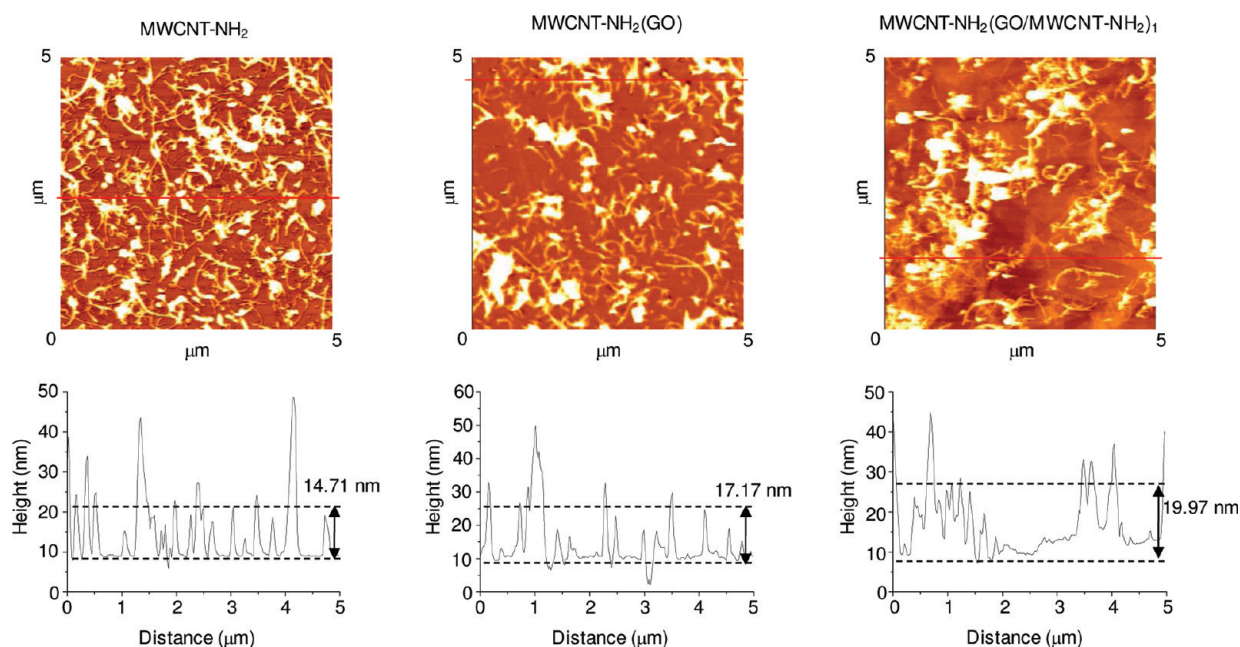 MWCNT-NH₂
MWCNT-NH₂(GO)
MWCNT-NH₂(GO/MWCNT-NH₂)₁
5
μm
0
μm
5
5
μm
0
μm
5
5
μm
0
μm
5
50
40
30
20
10
0
Height (nm)
14.71 nm
0 1 2 3 4 5
Distance (μm)
60
50
40
30
20
10
0
Height (nm)
17.17 nm
0 1 2 3 4 5
Distance (μm)
50
40
30
20
10
0
Height (nm)
19.97 nm
0 1 2 3 4 5
Distance (μm)